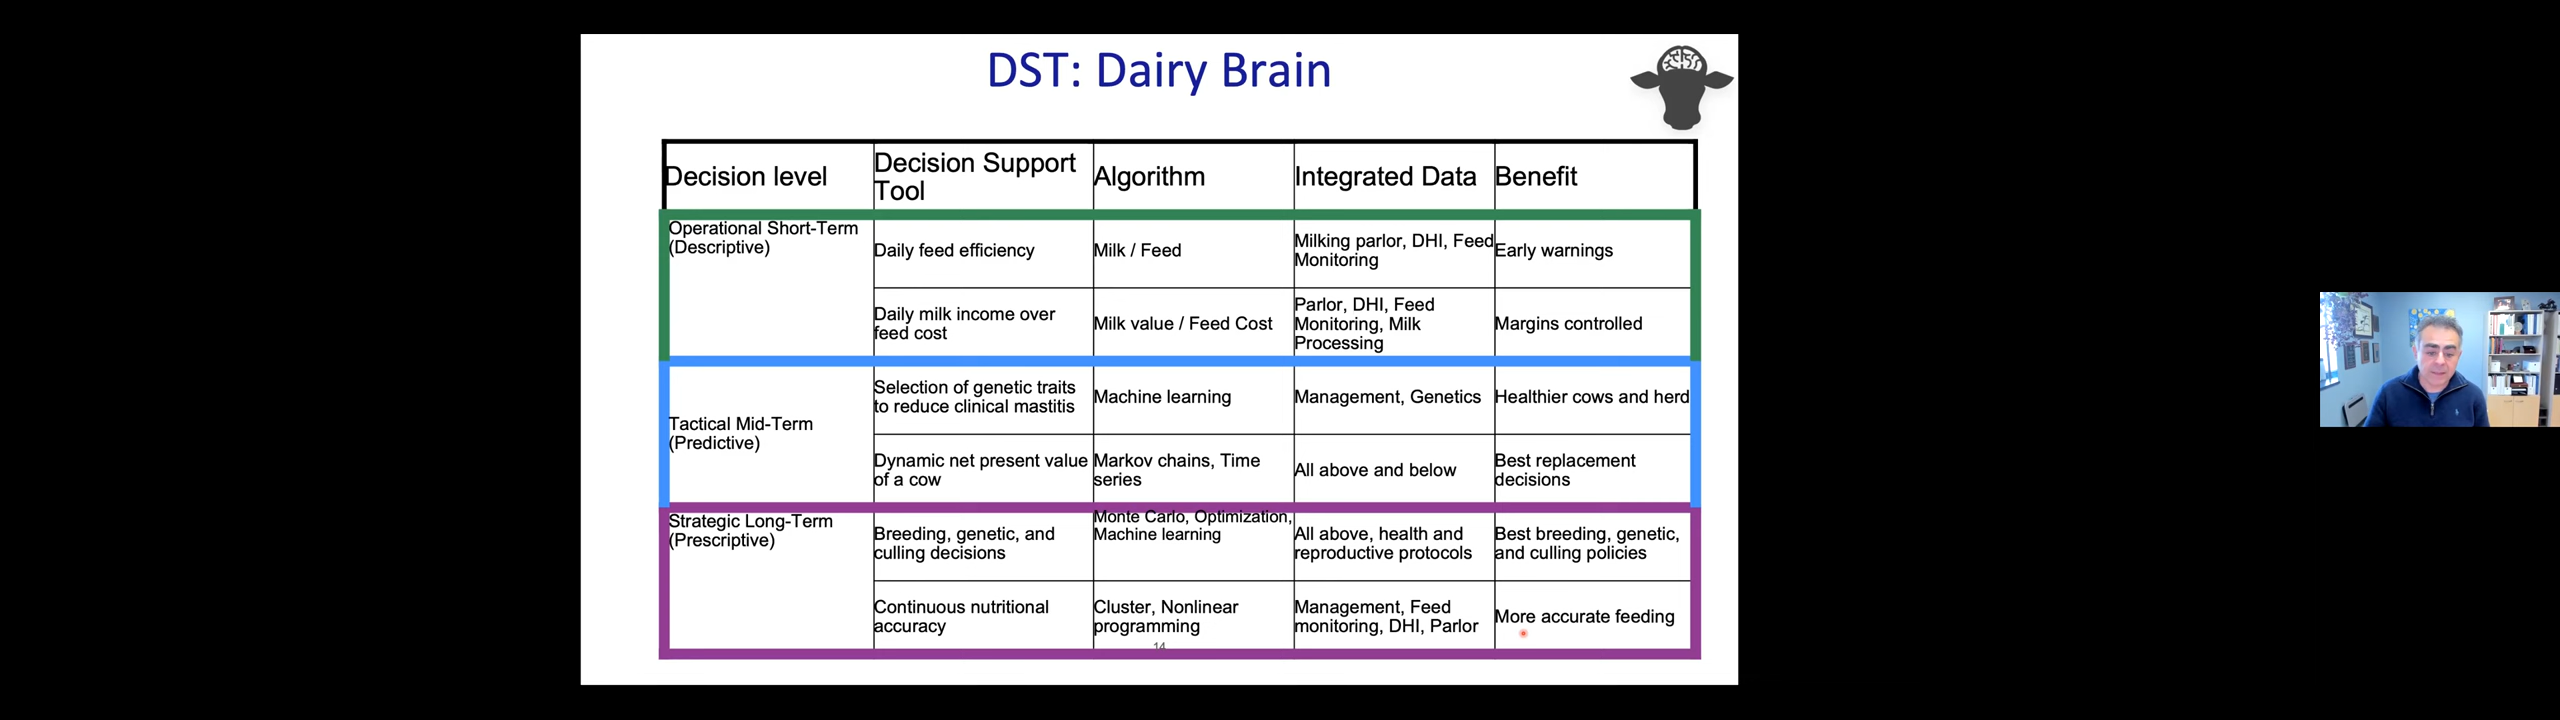 DST: Dairy Brain
Decision level
Decision Support
Tool
Algorithm
Integrated Data
Benefit
Operational Short-Term
(Descriptive)
Daily feed efficiency
Milk / Feed
Milking parlor, DHI, Feed
Monitoring
Early warnings
Daily milk income over
feed cost
Milk value / Feed Cost
Parlor, DHI, Feed
Monitoring, Milk
Processing
Margins controlled
Tactical Mid-Term
(Predictive)
Selection of genetic traits
to reduce clinical mastitis
Machine learning
Management, Genetics
Healthier cows and herd
Dynamic net present value
of a cow
Markov chains, Time
series
All above and below
Best replacement
decisions
Strategic Long-Term
(Prescriptive)
Breeding, genetic, and
culling decisions
Monte Carlo, Optimization,
Machine learning
All above, health and
reproductive protocols
Best breeding, genetic,
and culling policies
Continuous nutritional
accuracy
Cluster, Nonlinear
programming
Management, Feed
monitoring, DHI, Parlor
More accurate feeding
14